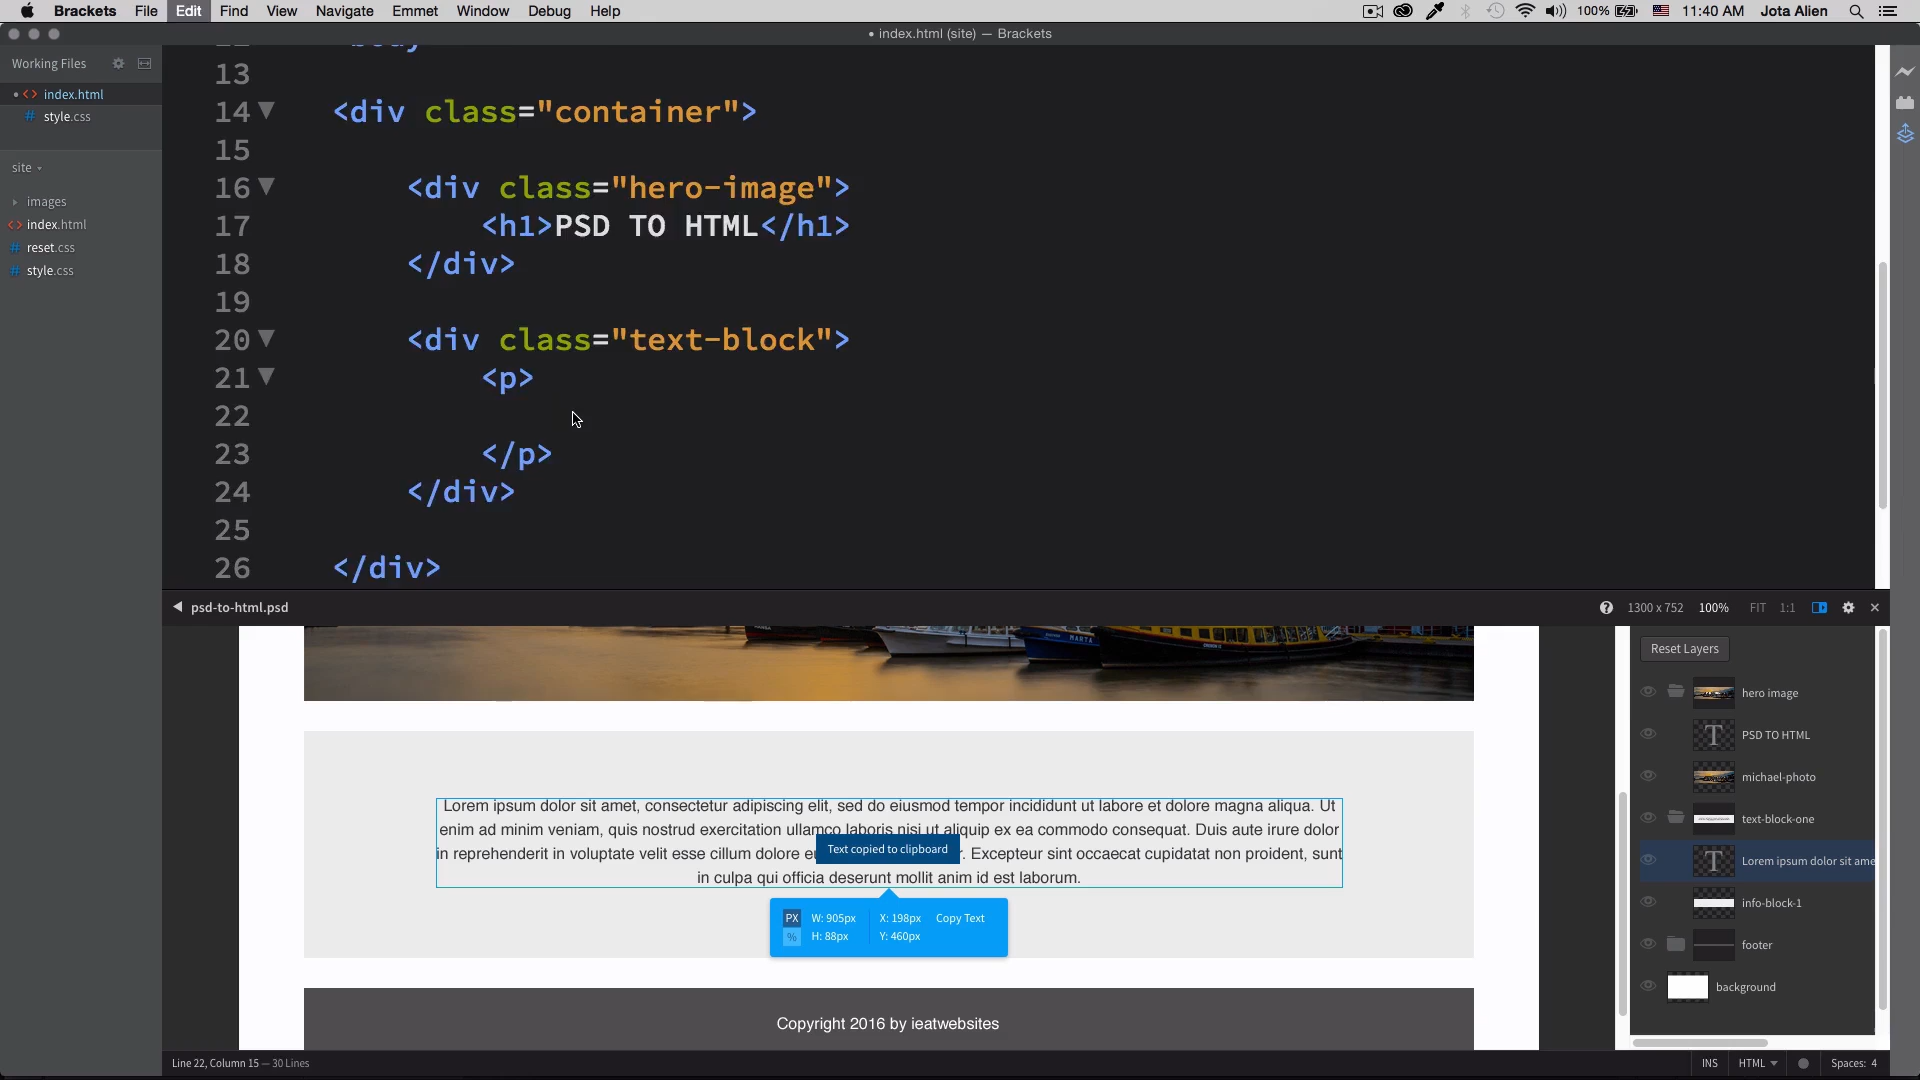 Brackets File Edit Find View Navigate Emmet Window Debug Help 100% 11:40 AM Jota Alien
• index.html (site) — Brackets
Working Files
index.html
style.css
site
images
index.html
reset.css
style.css
13
14 <div class="container">
15
16 <div class="hero-image">
17 <h1>PSD TO HTML</h1>
18 </div>
19
20 <div class="text-block">
21 <p>
22
23 </p>
24 </div>
25
26 </div>
psd-to-html.psd 1300 x 752 100% FIT 1:1
Lorem ipsum dolor sit amet, consectetur adipiscing elit, sed do eiusmod tempor incididunt ut labore et dolore magna aliqua. Ut
enim ad minim veniam, quis nostrud exercitation ullamco laboris nisi ut aliquip ex ea commodo consequat. Duis aute irure dolor
in reprehenderit in voluptate velit esse cillum dolore . Excepteur sint occaecat cupidatat non proident, sunt
in culpa qui officia deserunt mollit anim id est laborum.
Text copied to clipboard
PX W: 905px X: 198px Copy Text
% H: 88px Y: 460px
Copyright 2016 by ieatwebsites
Reset Layers
hero image
PSD TO HTML
michael-photo
text-block-one
Lorem ipsum dolor sit ame
info-block-1
footer
background
Line 22, Column 15 — 30 Lines
INS HTML Spaces: 4